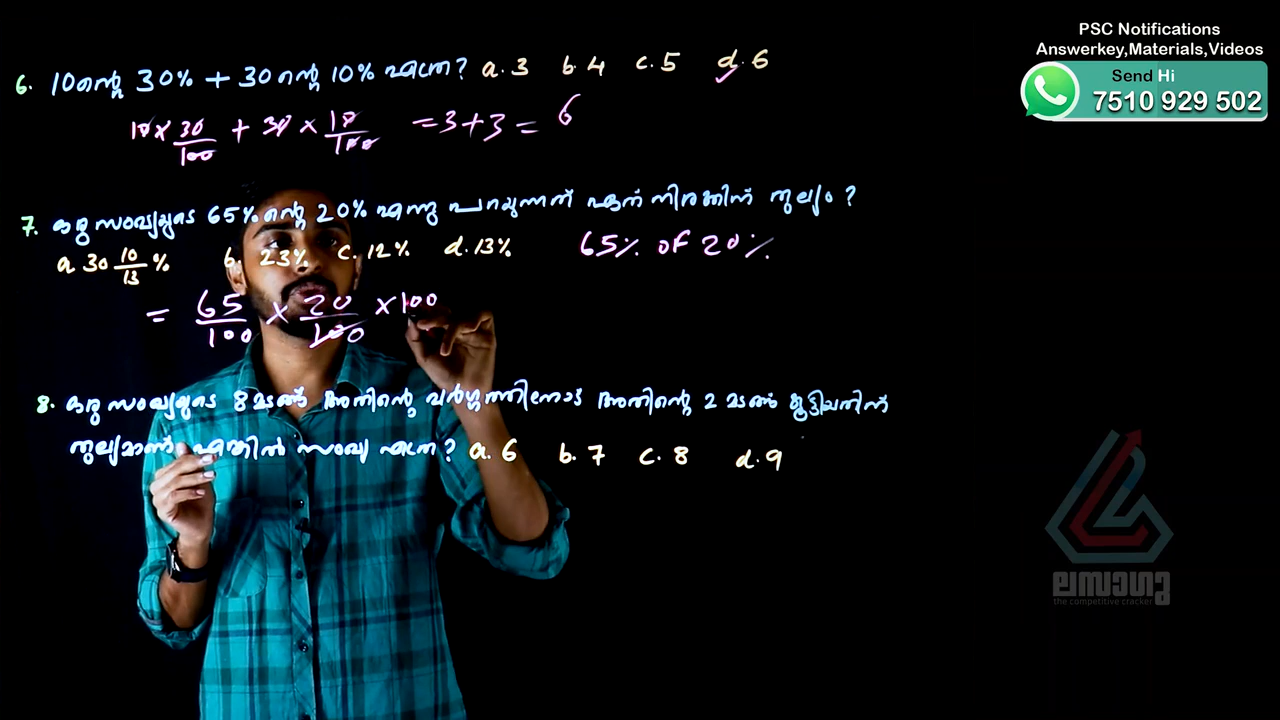 PSC Notifications
Answerkey,Materials,Videos
Send Hi
7510 929 502
6. 10ന്റെ 30% + 30ന്റെ 10% എത്ര? a. 3 b. 4 c. 5 d. 6
10 × 30/100 + 30 × 10/100 = 3+3 = 6
7. ഒരു സംഖ്യയുടെ 65%ന്റെ 20% എന്നു പറയുന്നത് ഏത് നിരക്കിന് തുല്യം?
a 30 10/13 % b. 23% c. 12% d. 13% 65% of 20%
= 65/100 × 20/100 × 100
8. ഒരു സംഖ്യയുടെ 8 മടങ്ങ് അതിന്റെ വർഗ്ഗത്തിനോട് അതിന്റെ 2 മടങ്ങ് കൂട്ടിയതിന്
തുല്യമാണ് എങ്കിൽ സംഖ്യ എത്ര? a. 6 b. 7 c. 8 d. 9
ലസാഗു
the competitive cracker